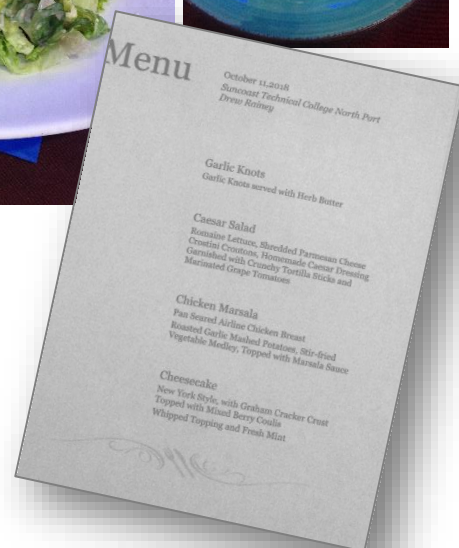 Menu
October 11,2018
Suncoast Technical College North Port
Drew Rainey
Garlic Knots
Garlic Knots served with Herb Butter
Caesar Salad
Romaine Lettuce, Shredded Parmesan Cheese
Crostini Croutons, Homemade Caesar Dressing
Garnished with Crunchy Tortilla Sticks and
Marinated Grape Tomatoes
Chicken Marsala
Pan Seared Airline Chicken Breast
Roasted Garlic Mashed Potatoes, Stir-fried
Vegetable Medley, Topped with Marsala Sauce
Cheesecake
New York Style, with Graham Cracker Crust
Topped with Mixed Berry Coulis
Whipped Topping and Fresh Mint